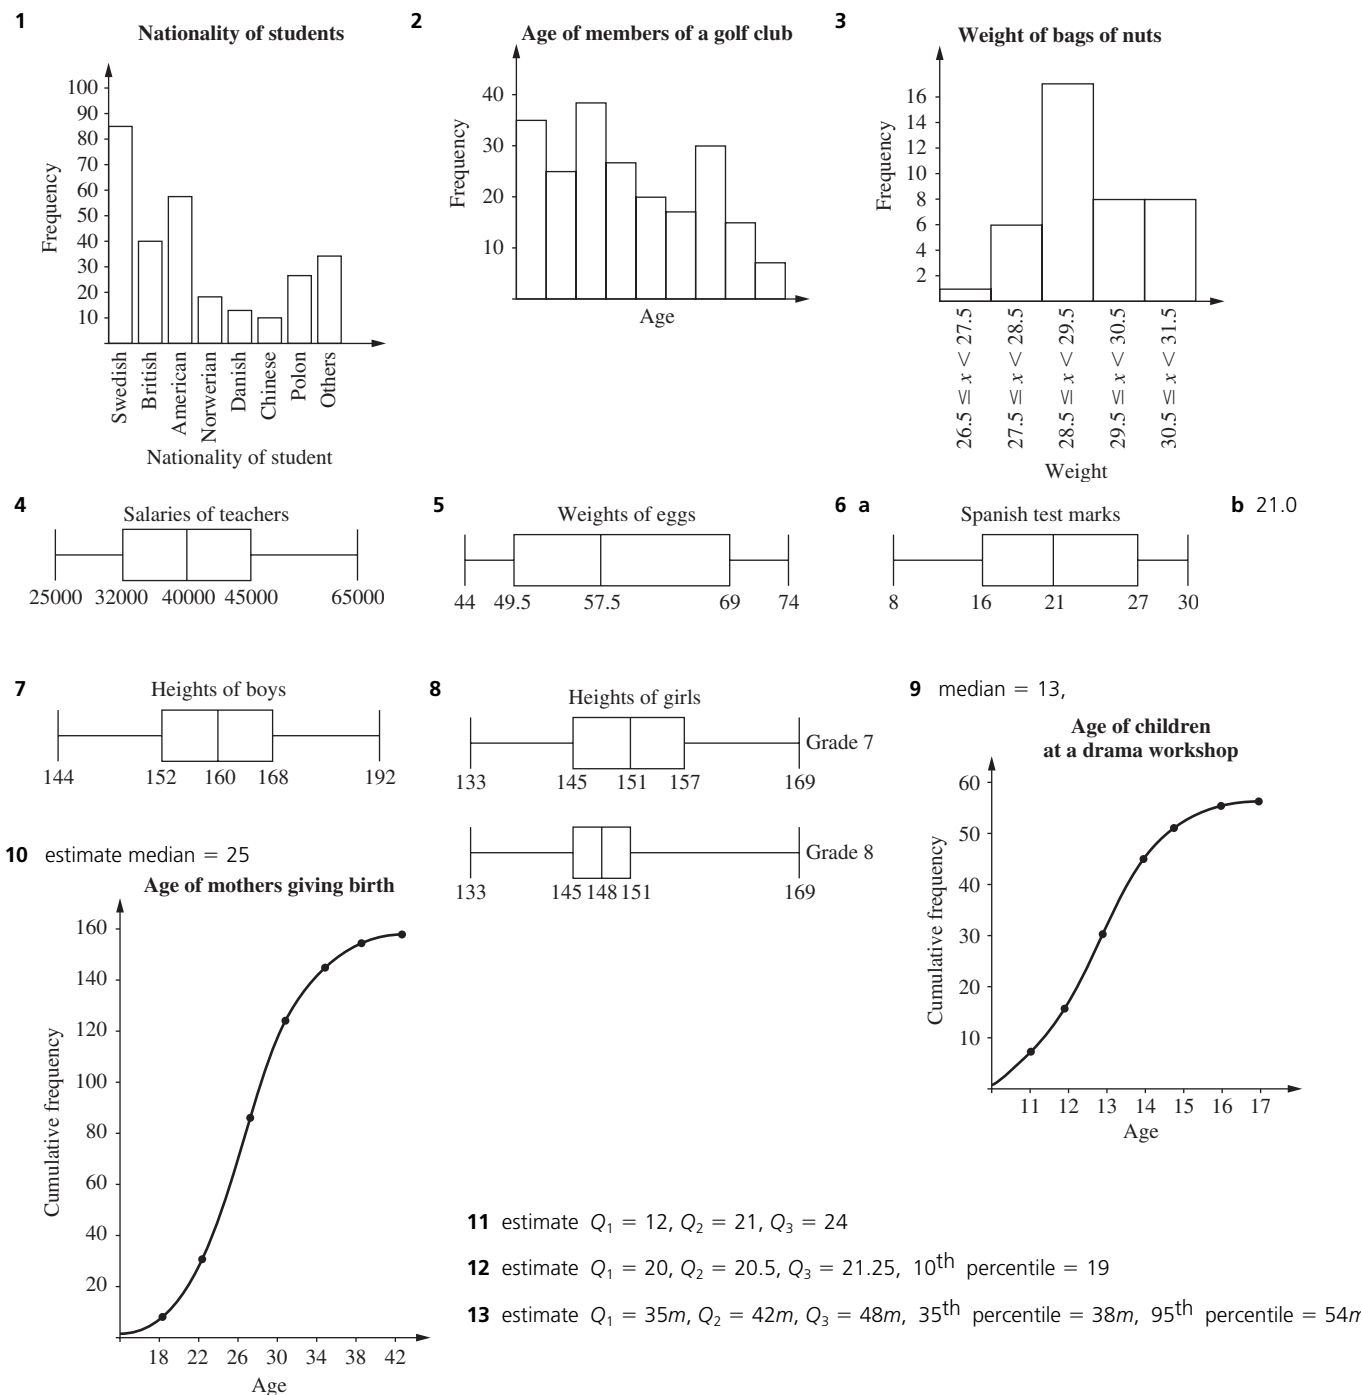 1
Nationality of students
Frequency
100
90
80
70
60
50
40
30
20
10
Swedish
British
American
Norwerian
Danish
Chinese
Polon
Others
Nationality of student
2
Age of members of a golf club
Frequency
40
30
20
10
Age
3
Weight of bags of nuts
Frequency
16
14
12
10
8
6
4
2
26.5 ≤ x < 27.5
27.5 ≤ x < 28.5
28.5 ≤ x < 29.5
29.5 ≤ x < 30.5
30.5 ≤ x < 31.5
Weight
4
Salaries of teachers
25000 32000 40000 45000 65000
5
Weights of eggs
44 49.5 57.5 69 74
6 a
Spanish test marks
8 16 21 27 30
b 21.0
7
Heights of boys
144 152 160 168 192
8
Heights of girls
Grade 7
133 145 151 157 169
Grade 8
133 145 148 151 169
9 median = 13,
Age of children
at a drama workshop
Cumulative frequency
60
50
40
30
20
10
11 12 13 14 15 16 17
Age
10 estimate median = 25
Age of mothers giving birth
Cumulative frequency
160
140
120
100
80
60
40
20
18 22 26 30 34 38 42
Age
11 estimate Q₁ = 12, Q₂ = 21, Q₃ = 24
12 estimate Q₁ = 20, Q₂ = 20.5, Q₃ = 21.25, 10th percentile = 19
13 estimate Q₁ = 35m, Q₂ = 42m, Q₃ = 48m, 35th percentile = 38m, 95th percentile = 54m